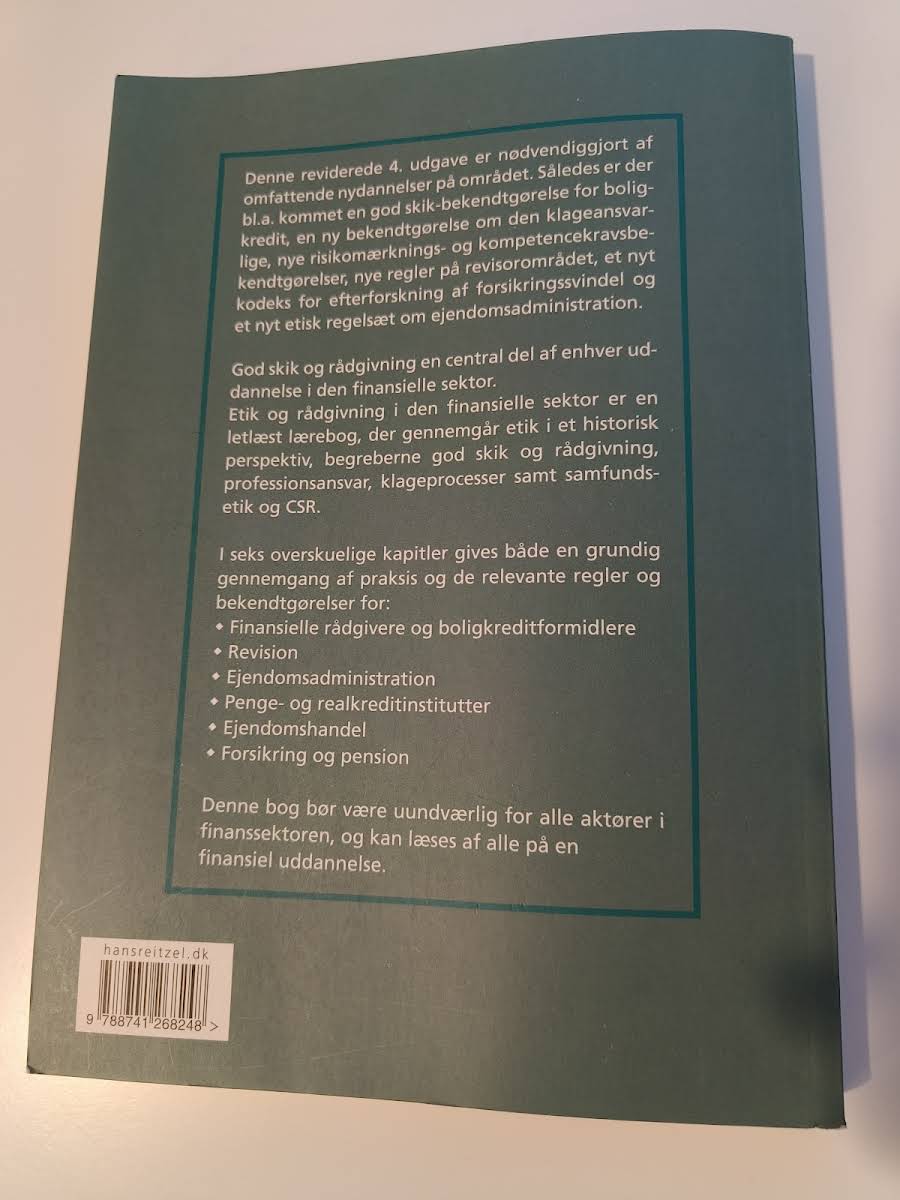 Denne reviderede 4. udgave er nødvendiggjort af
omfattende nydannelser på området. Således er der
bl.a. kommet en god skik-bekendtgørelse for bolig-
kredit, en ny bekendtgørelse om den klageansvar-
lige, nye risikomærknings- og kompetencekravsbe-
kendtgørelser, nye regler på revisorområdet, et nyt
kodeks for efterforskning af forsikringssvindel og
et nyt etisk regelsæt om ejendomsadministration.
God skik og rådgivning en central del af enhver ud-
dannelse i den finansielle sektor.
Etik og rådgivning i den finansielle sektor er en
letlæst lærebog, der gennemgår etik i et historisk
perspektiv, begreberne god skik og rådgivning,
professionsansvar, klageprocesser samt samfunds-
etik og CSR.
I seks overskuelige kapitler gives både en grundig
gennemgang af praksis og de relevante regler og
bekendtgørelser for:
• Finansielle rådgivere og boligkreditformidlere
• Revision
• Ejendomsadministration
• Penge- og realkreditinstitutter
• Ejendomshandel
• Forsikring og pension
Denne bog bør være uundværlig for alle aktører i
finanssektoren, og kan læses af alle på en
finansiel uddannelse.
hansreitzel.dk
9 788741 268248 >